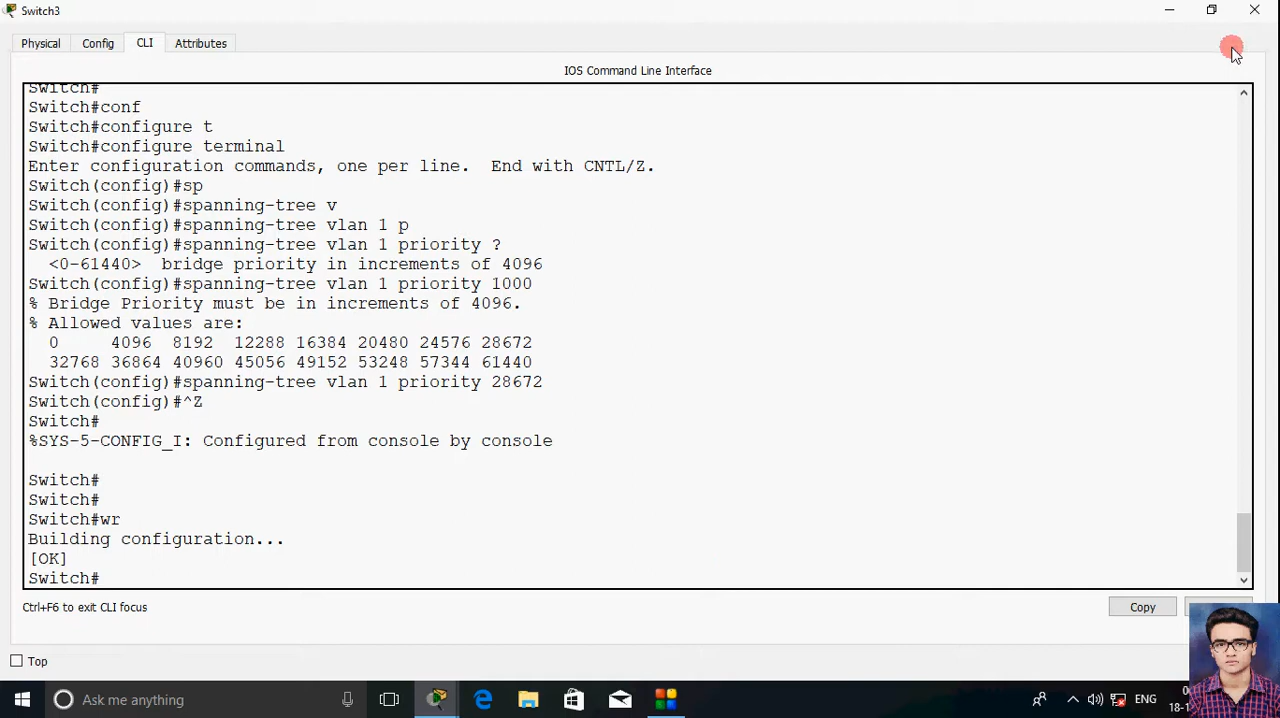 Switch3
Physical Config CLI Attributes
IOS Command Line Interface
Switch#
Switch#conf
Switch#configure t
Switch#configure terminal
Enter configuration commands, one per line.  End with CNTL/Z.
Switch(config)#sp
Switch(config)#spanning-tree v
Switch(config)#spanning-tree vlan 1 p
Switch(config)#spanning-tree vlan 1 priority ?
  <0-61440>  bridge priority in increments of 4096
Switch(config)#spanning-tree vlan 1 priority 1000
% Bridge Priority must be in increments of 4096.
% Allowed values are:
  0     4096  8192  12288 16384 20480 24576 28672
  32768 36864 40960 45056 49152 53248 57344 61440
Switch(config)#spanning-tree vlan 1 priority 28672
Switch(config)#^Z
Switch#
%SYS-5-CONFIG_I: Configured from console by console
Switch#
Switch#
Switch#wr
Building configuration...
[OK]
Switch#
Ctrl+F6 to exit CLI focus
Copy
Top
Ask me anything
ENG